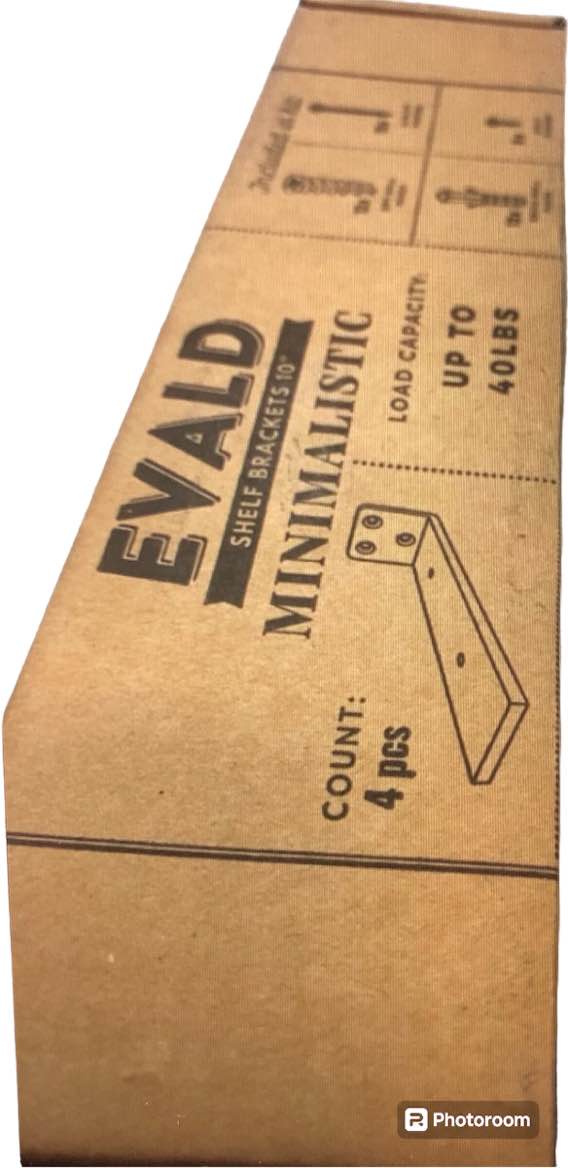 EVALD
SHELF BRACKETS 10"
MINIMALISTIC
COUNT:
4 pcs
LOAD CAPACITY:
UP TO
40LBS
Included in kit
Photoroom